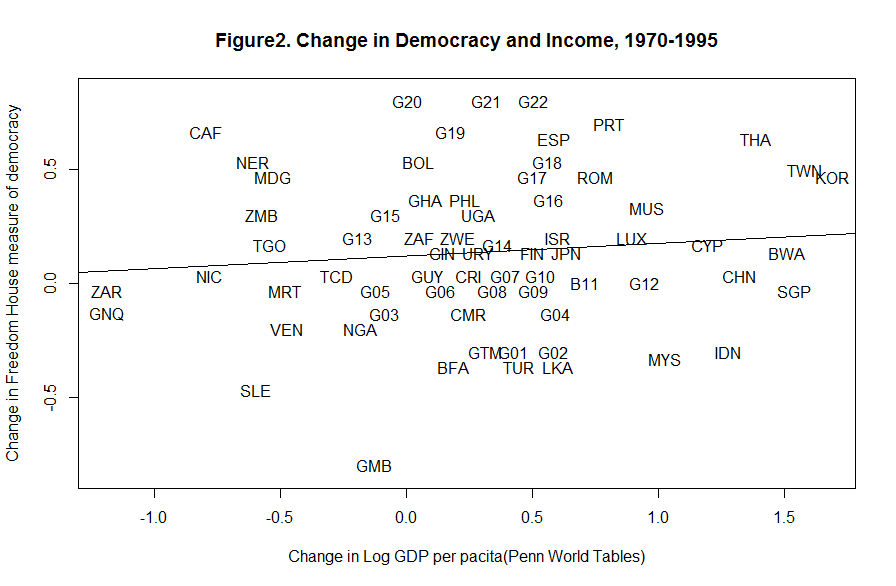 Figure2. Change in Democracy and Income, 1970-1995
Change in Freedom House measure of democracy
0.5
0.0
-0.5
G20 G21 G22
PRT
CAF G19
ESP THA
NER BOL G18
TWN
MDG G17 ROM KOR
GHA PHL G16
MUS
ZMB G15 UGA
G13 ZAF ZWE ISR LUX
TGO G14 CYP
GIN URY FIN JPN BWA
NIC TCD GUY CRI G07 G10 CHN
B11 G12
ZAR MRT G05 G06 G08 G09 SGP
GNQ G03 CMR G04
VEN NGA
GTM G01 G02 IDN
MYS
BFA TUR LKA
SLE
GMB
-1.0 -0.5 0.0 0.5 1.0 1.5
Change in Log GDP per pacita(Penn World Tables)